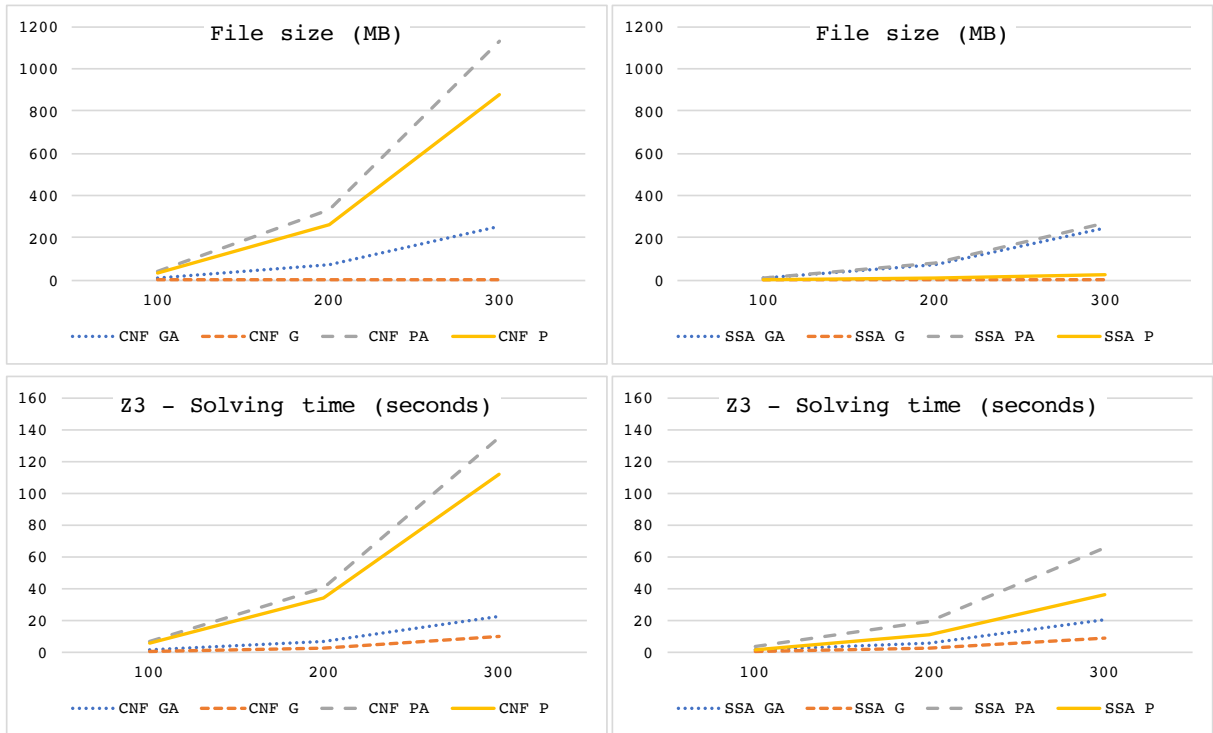 File size (MB)
1200
1000
800
600
400
200
0
100 200 300
CNF GA CNF G CNF PA CNF P
File size (MB)
1200
1000
800
600
400
200
0
100 200 300
SSA GA SSA G SSA PA SSA P
Z3 - Solving time (seconds)
160
140
120
100
80
60
40
20
0
100 200 300
CNF GA CNF G CNF PA CNF P
Z3 - Solving time (seconds)
160
140
120
100
80
60
40
20
0
100 200 300
SSA GA SSA G SSA PA SSA P